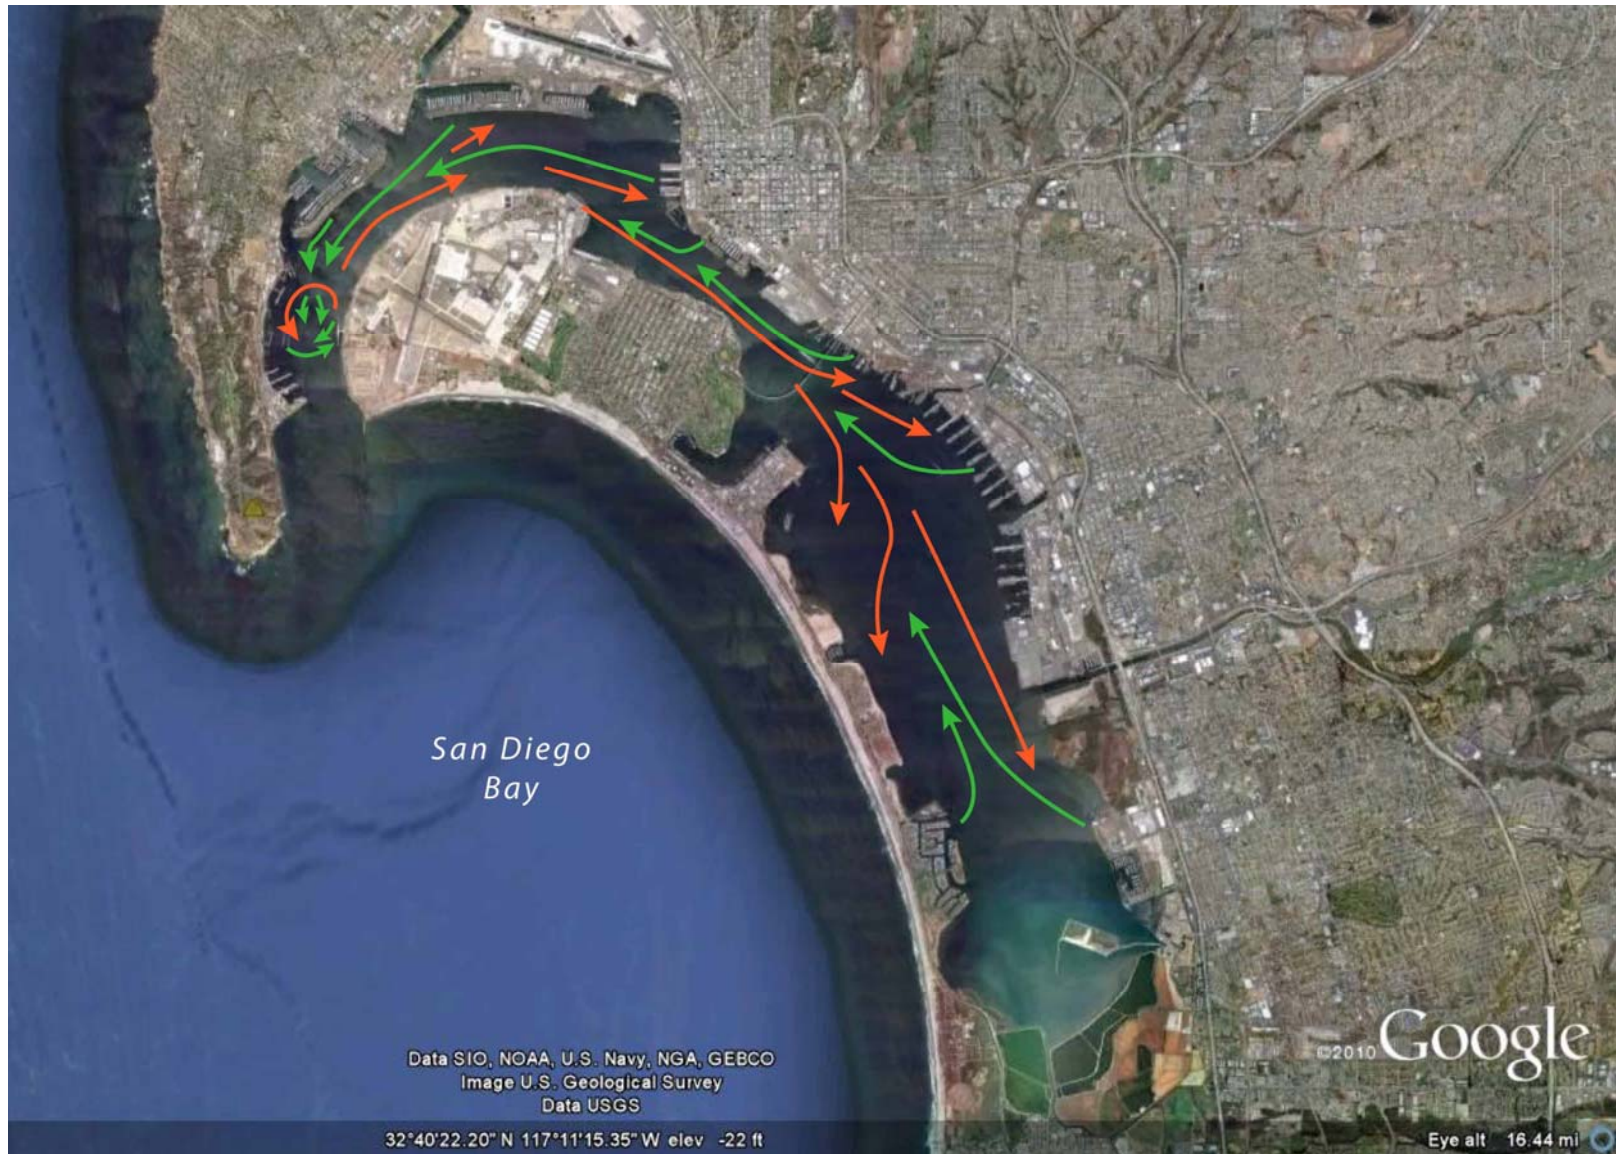 San Diego
Bay
©2010 Google
Data SIO, NOAA, U.S. Navy, NGA, GEBCO
Image U.S. Geological Survey
Data USGS
32°40'22.20" N 117°11'15.35" W elev -22 ft
Eye alt 16.44 mi